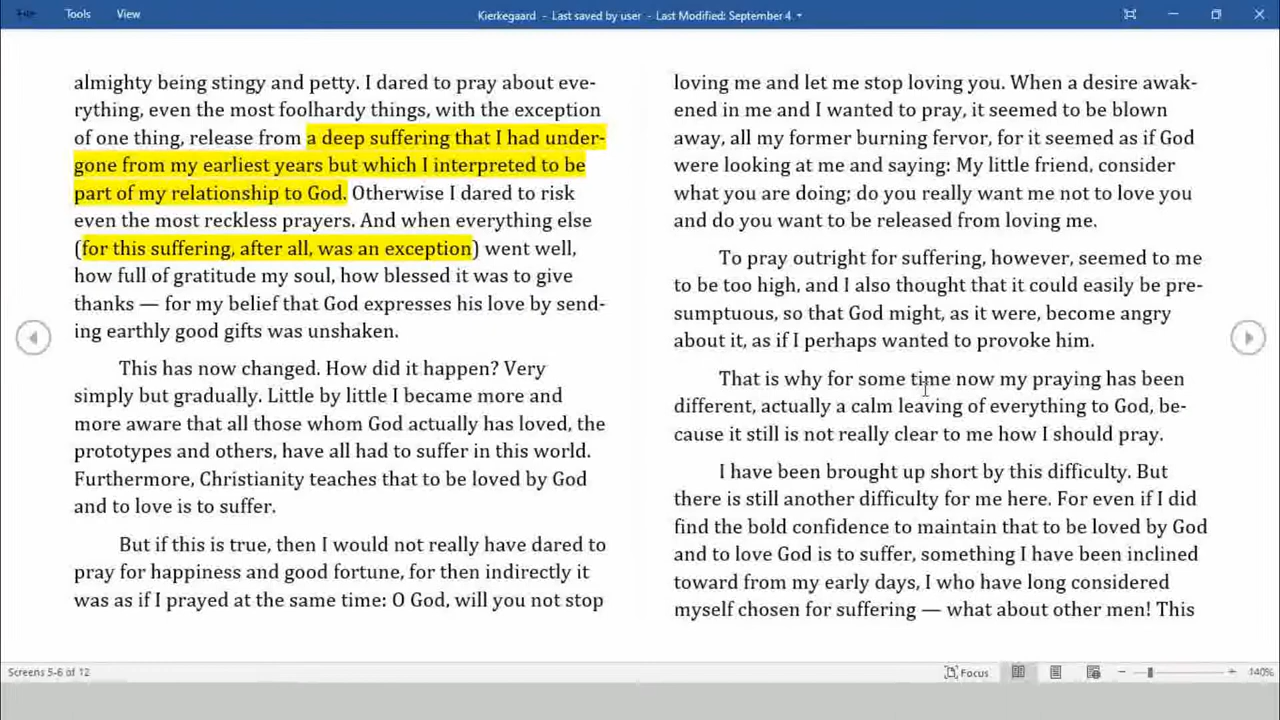 File Tools View Kierkegaard - Last saved by user - Last Modified: September 4
almighty being stingy and petty. I dared to pray about eve-
rything, even the most foolhardy things, with the exception
of one thing, release from a deep suffering that I had under-
gone from my earliest years but which I interpreted to be
part of my relationship to God. Otherwise I dared to risk
even the most reckless prayers. And when everything else
(for this suffering, after all, was an exception) went well,
how full of gratitude my soul, how blessed it was to give
thanks — for my belief that God expresses his love by send-
ing earthly good gifts was unshaken.
This has now changed. How did it happen? Very
simply but gradually. Little by little I became more and
more aware that all those whom God actually has loved, the
prototypes and others, have all had to suffer in this world.
Furthermore, Christianity teaches that to be loved by God
and to love is to suffer.
But if this is true, then I would not really have dared to
pray for happiness and good fortune, for then indirectly it
was as if I prayed at the same time: O God, will you not stop
loving me and let me stop loving you. When a desire awak-
ened in me and I wanted to pray, it seemed to be blown
away, all my former burning fervor, for it seemed as if God
were looking at me and saying: My little friend, consider
what you are doing; do you really want me not to love you
and do you want to be released from loving me.
To pray outright for suffering, however, seemed to me
to be too high, and I also thought that it could easily be pre-
sumptuous, so that God might, as it were, become angry
about it, as if I perhaps wanted to provoke him.
That is why for some time now my praying has been
different, actually a calm leaving of everything to God, be-
cause it still is not really clear to me how I should pray.
I have been brought up short by this difficulty. But
there is still another difficulty for me here. For even if I did
find the bold confidence to maintain that to be loved by God
and to love God is to suffer, something I have been inclined
toward from my early days, I who have long considered
myself chosen for suffering — what about other men! This
Screens 5-6 of 12 Focus 140%